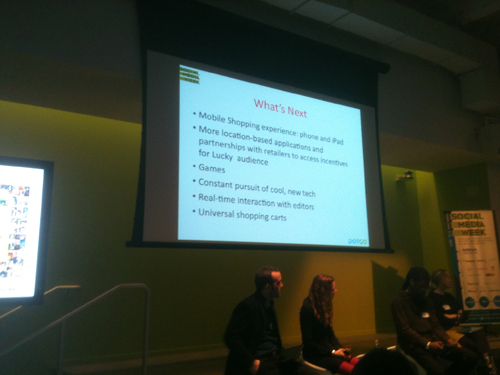 What's Next
• Mobile Shopping experience: phone and iPad
• More location-based applications and
partnerships with retailers to access incentives
for Lucky audience
• Games
• Constant pursuit of cool, new tech
• Real-time interaction with editors
• Universal shopping carts
SOCIAL
MEDIA
WEEK